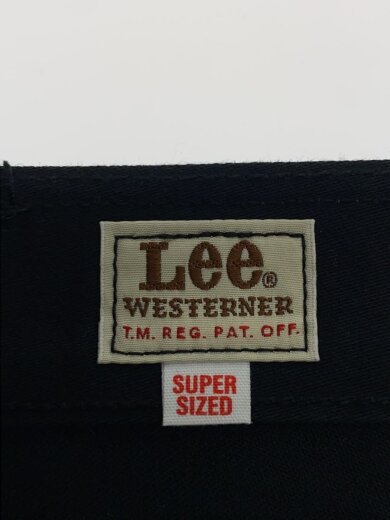 Lee®
WESTERNER
T.M. REG. PAT. OFF.
SUPER
SIZED